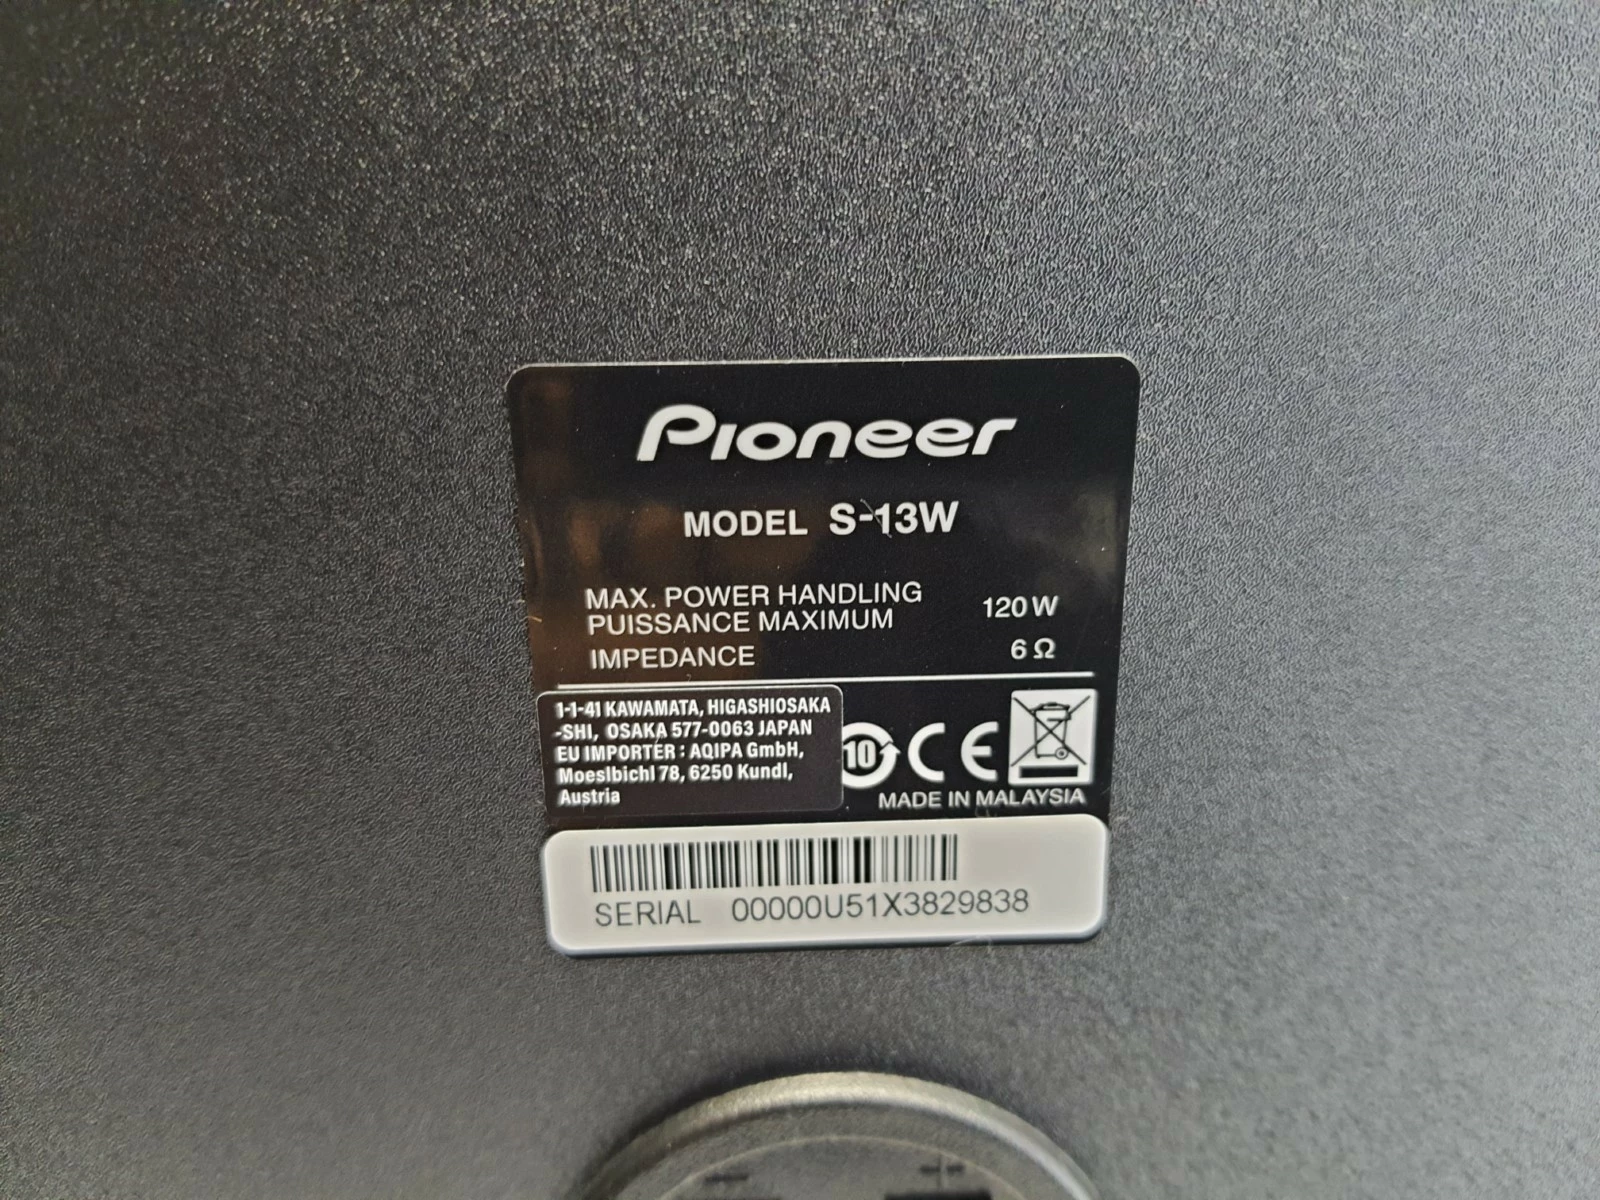 Pioneer
MODEL S-13W
MAX. POWER HANDLING
PUISSANCE MAXIMUM 120 W
IMPEDANCE 6 Ω
1-1-41 KAWAMATA, HIGASHIOSAKA
-SHI, OSAKA 577-0063 JAPAN
EU IMPORTER : AQIPA GmbH,
Moeslbichl 78, 6250 Kundl,
Austria
10 CE
MADE IN MALAYSIA
SERIAL 00000U51X3829838
- +